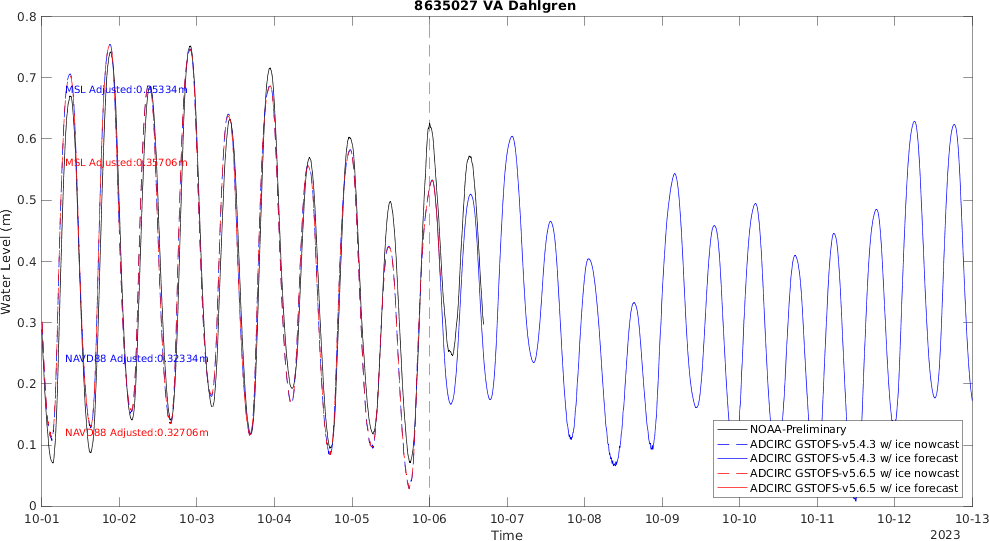 8635027 VA Dahlgren
0.8
0.7
0.6
0.5
0.4
0.3
0.2
0.1
0
Water Level (m)
MSL Adjusted:0.35334m
MSL Adjusted:0.35706m
NAVD88 Adjusted:0.32334m
NAVD88 Adjusted:0.32706m
NOAA-Preliminary
ADCIRC GSTOFS-v5.4.3 w/ ice nowcast
ADCIRC GSTOFS-v5.4.3 w/ ice forecast
ADCIRC GSTOFS-v5.6.5 w/ ice nowcast
ADCIRC GSTOFS-v5.6.5 w/ ice forecast
10-01 10-02 10-03 10-04 10-05 10-06 10-07 10-08 10-09 10-10 10-11 10-12 10-13
Time
2023